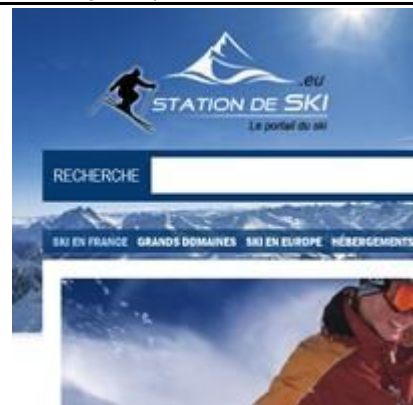 .eu
STATION DE SKI
Le portail du ski
RECHERCHE
SKI EN FRANCE GRANDS DOMAINES SKI EN EUROPE HÉBERGEMENTS